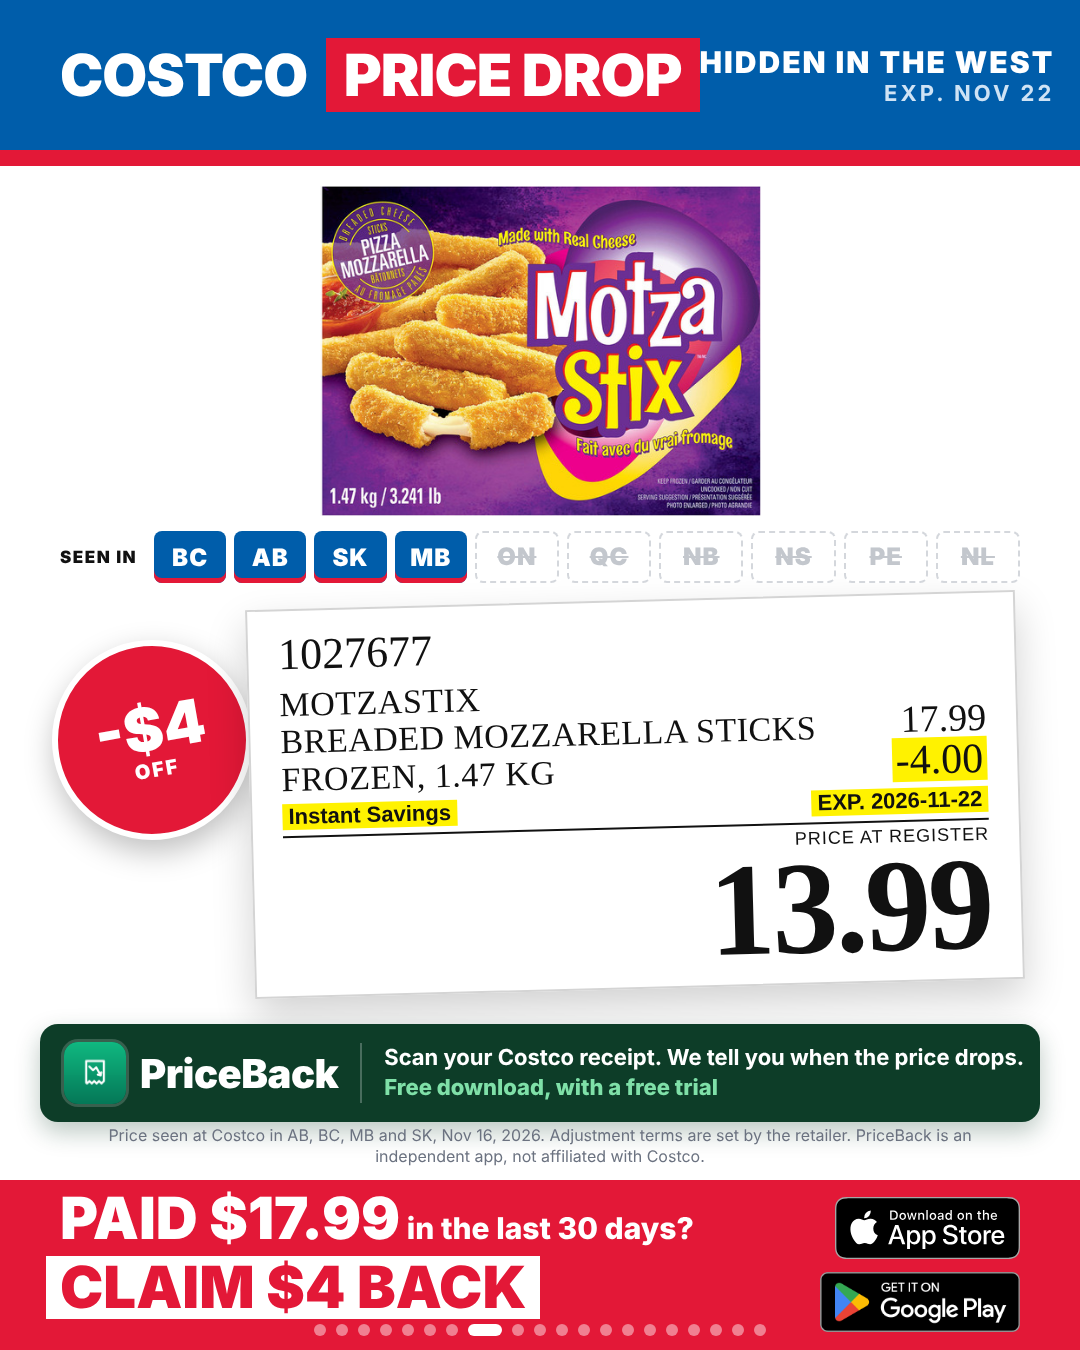 COSTCO PRICE DROP
HIDDEN IN THE WEST
EXP. NOV 22
BREADED CHEESE
STICKS
PIZZA
MOZZARELLA
BÂTONNETS
AU FROMAGE PANÉS
Made with Real Cheese
Motza
Stix
Fait avec du vrai fromage
1.47 kg / 3.241 lb
KEEP FROZEN / GARDER AU CONGÉLATEUR
UNCOOKED / NON CUIT
SERVING SUGGESTION / PRÉSENTATION SUGGÉRÉE
PHOTO ENLARGED / PHOTO AGRANDIE
SEEN IN BC AB SK MB ON QC NB NS PE NL
-$4
OFF
1027677
MOTZASTIX
BREADED MOZZARELLA STICKS
FROZEN, 1.47 KG
17.99
-4.00
Instant Savings
EXP. 2026-11-22
PRICE AT REGISTER
13.99
PriceBack
Scan your Costco receipt. We tell you when the price drops.
Free download, with a free trial
Price seen at Costco in AB, BC, MB and SK, Nov 16, 2026. Adjustment terms are set by the retailer. PriceBack is an
independent app, not affiliated with Costco.
PAID $17.99 in the last 30 days?
CLAIM $4 BACK
Download on the
App Store
GET IT ON
Google Play